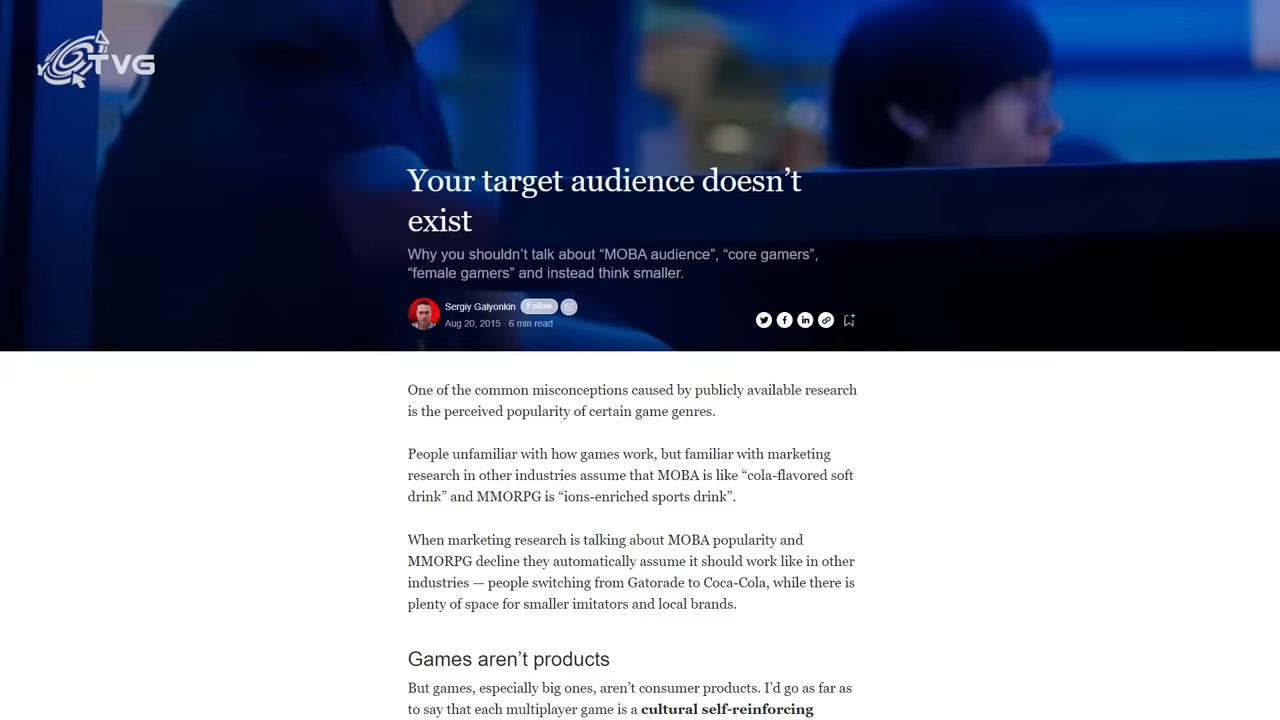 TVG
Your target audience doesn’t
exist
Why you shouldn’t talk about “MOBA audience”, “core gamers”,
“female gamers” and instead think smaller.
Sergiy Galyonkin Follow
Aug 20, 2015 · 6 min read
One of the common misconceptions caused by publicly available research
is the perceived popularity of certain game genres.
People unfamiliar with how games work, but familiar with marketing
research in other industries assume that MOBA is like “cola-flavored soft
drink” and MMORPG is “ions-enriched sports drink”.
When marketing research is talking about MOBA popularity and
MMORPG decline they automatically assume it should work like in other
industries — people switching from Gatorade to Coca-Cola, while there is
plenty of space for smaller imitators and local brands.
Games aren’t products
But games, especially big ones, aren’t consumer products. I’d go as far as
to say that each multiplayer game is a cultural self-reinforcing